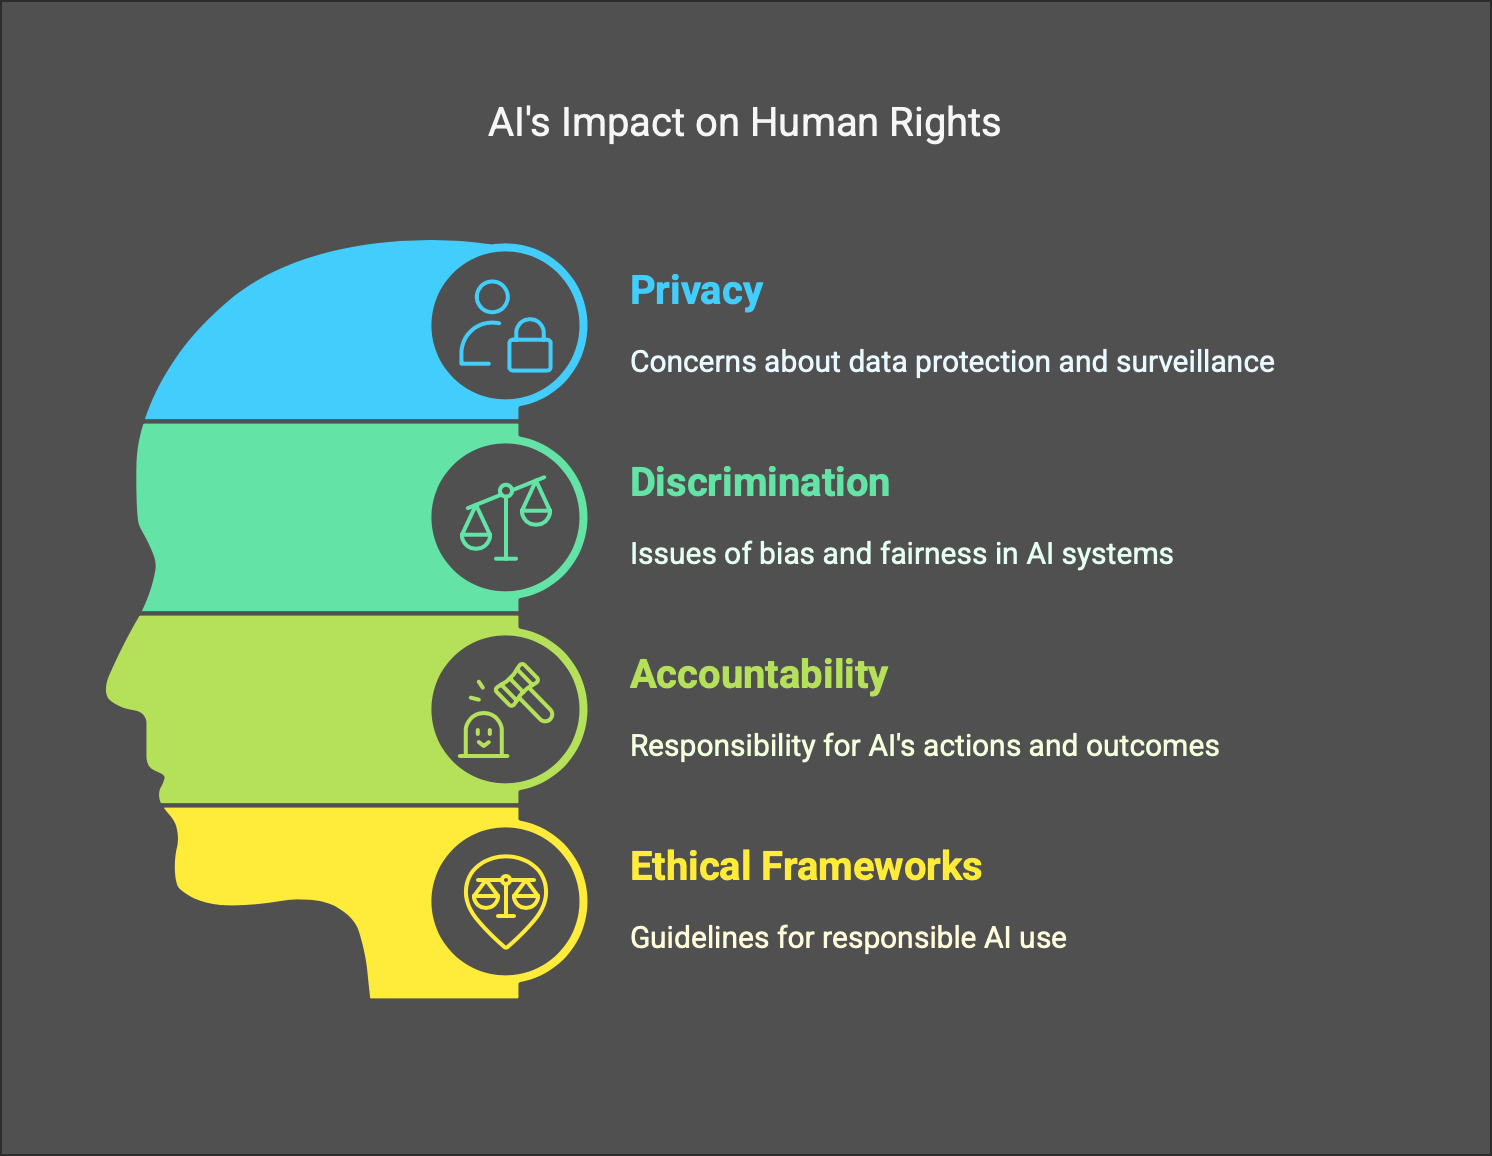 AI's Impact on Human Rights
Privacy
Concerns about data protection and surveillance
Discrimination
Issues of bias and fairness in AI systems
Accountability
Responsibility for AI's actions and outcomes
Ethical Frameworks
Guidelines for responsible AI use